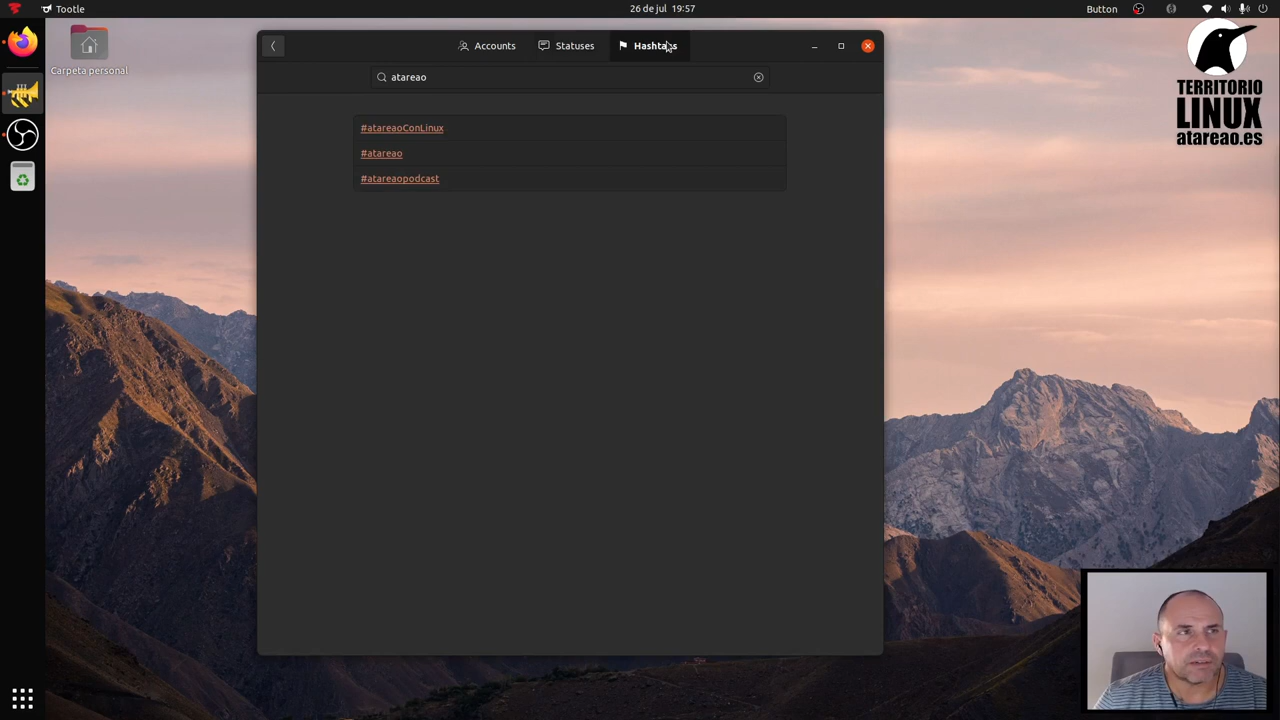 Tootle
26 de jul 19:57
Button
Carpeta personal
Accounts
Statuses
Hashtags
atareao
#atareaoConLinux
#atareao
#atareaopodcast
TERRITORIO
LINUX
atareao.es